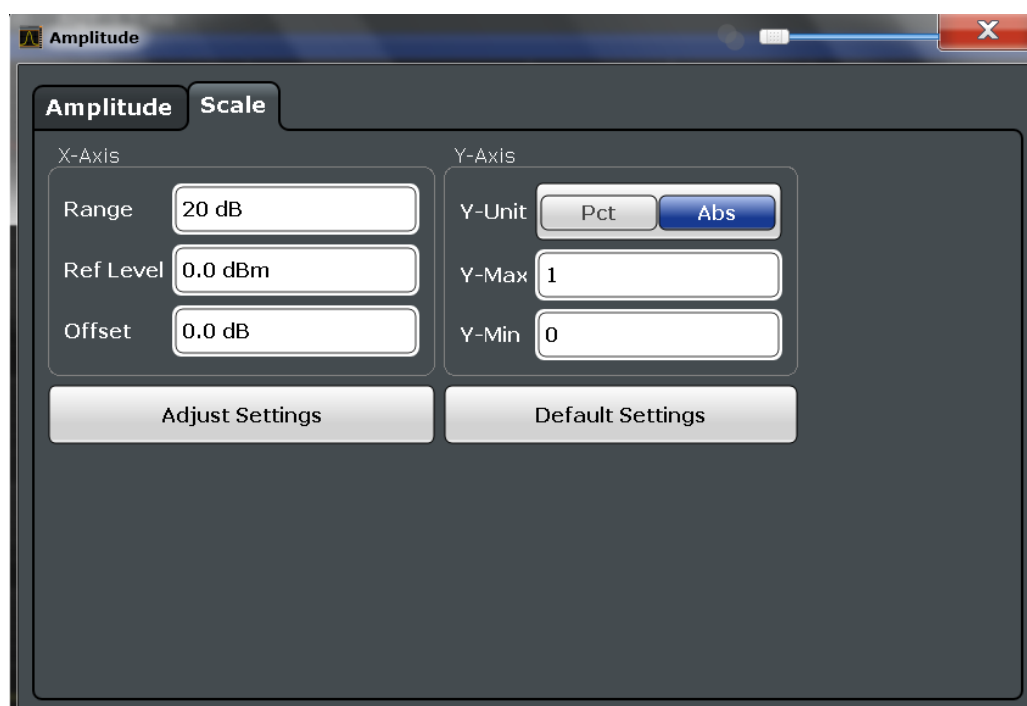 Amplitude
X
Amplitude Scale
X-Axis Y-Axis
Range 20 dB Y-Unit Pct Abs
Ref Level 0.0 dBm Y-Max 1
Offset 0.0 dB Y-Min 0
Adjust Settings Default Settings